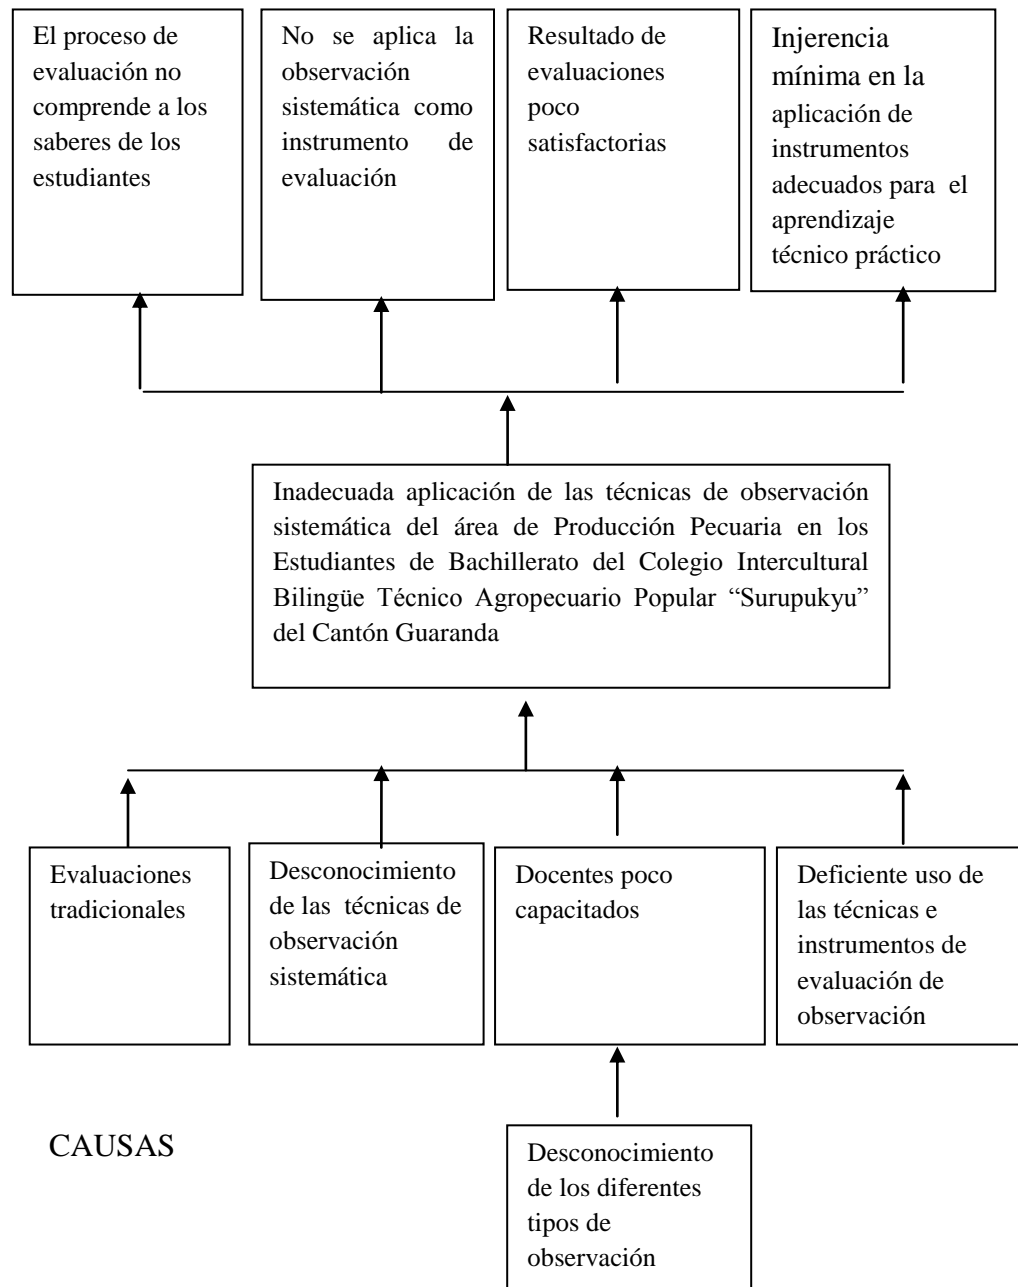 El proceso de
evaluación no
comprende a los
saberes de los
estudiantes
No se aplica la
observación
sistemática como
instrumento de
evaluación
Resultado de
evaluaciones
poco
satisfactorias
Injerencia
mínima en la
aplicación de
instrumentos
adecuados para el
aprendizaje
técnico práctico
Inadecuada aplicación de las técnicas de observación
sistemática del área de Producción Pecuaria en los
Estudiantes de Bachillerato del Colegio Intercultural
Bilingüe Técnico Agropecuario Popular “Surupukyu”
del Cantón Guaranda
Evaluaciones
tradicionales
Desconocimiento
de las técnicas de
observación
sistemática
Docentes poco
capacitados
Deficiente uso de
las técnicas e
instrumentos de
evaluación de
observación
CAUSAS
Desconocimiento
de los diferentes
tipos de
observación